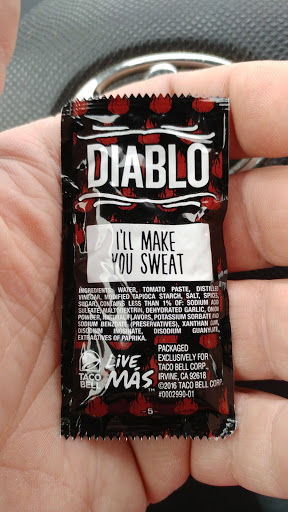 DIABLO
I'LL MAKE
YOU SWEAT
INGREDIENTS: WATER, TOMATO PASTE, DISTILLED
VINEGAR, MODIFIED TAPIOCA STARCH, SALT, SPICES,
SUGAR, CONTAINS LESS THAN 1% OF: SODIUM ACID
SULFATE, MALTODEXTRIN, DEHYDRATED GARLIC, ONION
POWDER, NATURAL FLAVORS, POTASSIUM SORBATE AND
SODIUM BENZOATE (PRESERVATIVES), XANTHAN GUM,
DISODIUM INOSINATE, DISODIUM GUANYLATE,
EXTRACTIVES OF PAPRIKA.
TACO
BELL
LIVE
MÁS™
PACKAGED
EXCLUSIVELY FOR
TACO BELL CORP.,
IRVINE, CA 92618
©2016 TACO BELL CORP.
#0002990-01
5